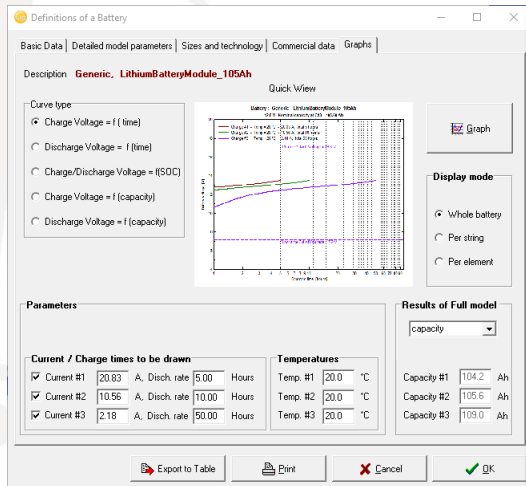 Definitions of a Battery
Basic Data Detailed model parameters Sizes and technology Commercial data Graphs
Description Generic, LithiumBatteryModule_105Ah
Quick Wiew
Curve type
Charge Voltage = f ( time)
Discharge Voltage = f (time)
Charge/Discharge Voltage = f(SOC)
Charge Voltage = f (capacity)
Discharge Voltage = f (capacity)
Battery : Generic LithiumBatteryModule 105Ah
Graph
Display mode
Whole battery
Per string
Per element
Parameters
Current / Charge times to be drawn
Current #1 20.83 A, Disch. rate 5.00 Hours
Current #2 10.56 A, Disch. rate 10.00 Hours
Current #3 2.18 A, Disch. rate 50.00 Hours
Temperatures
Temp. #1 20.0 °C
Temp. #2 20.0 °C
Temp. #3 20.0 °C
Results of Full model
capacity
Capacity #1 104.2 Ah
Capacity #2 105.6 Ah
Capacity #3 109.0 Ah
Export to Table Print Cancel OK